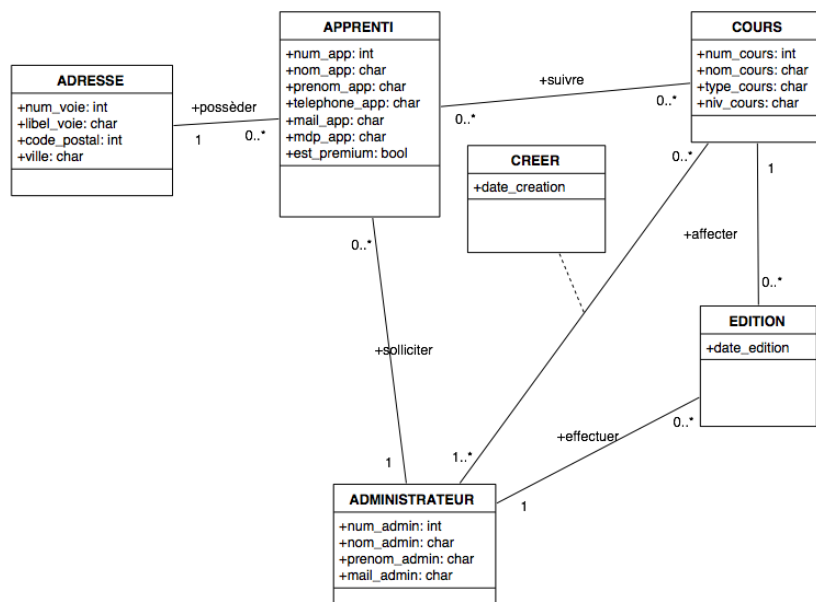 APPRENTI
+num_app: int
+nom_app: char
+prenom_app: char
+telephone_app: char
+mail_app: char
+mdp_app: char
+est_premium: bool
COURS
+num_cours: int
+nom_cours: char
+type_cours: char
+niv_cours: char
ADRESSE
+num_voie: int
+libel_voie: char
+code_postal: int
+ville: char
+possèder
1
0..*
+suivre
0..*
0..*
CREER
+date_creation
0..*
+affecter
1..*
1
0..*
EDITION
+date_edition
0..*
+solliciter
1
+effectuer
0..*
1
ADMINISTRATEUR
+num_admin: int
+nom_admin: char
+prenom_admin: char
+mail_admin: char